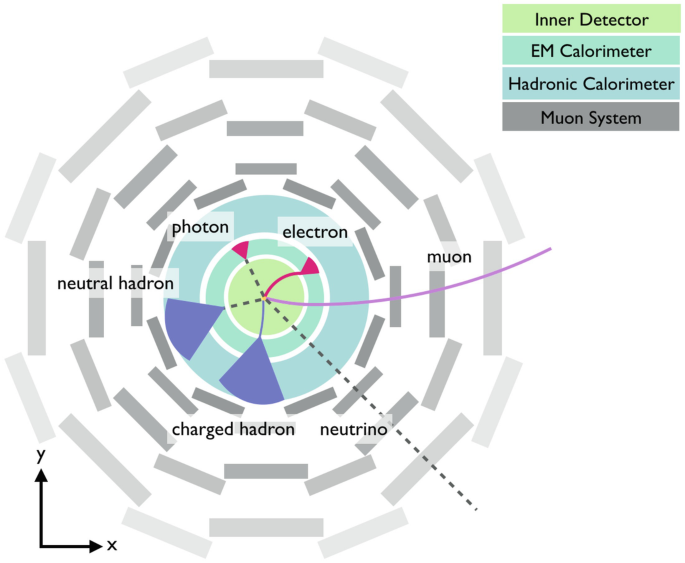 Inner Detector
EM Calorimeter
Hadronic Calorimeter
Muon System
photon
electron
muon
neutral hadron
charged hadron
neutrino
y
x